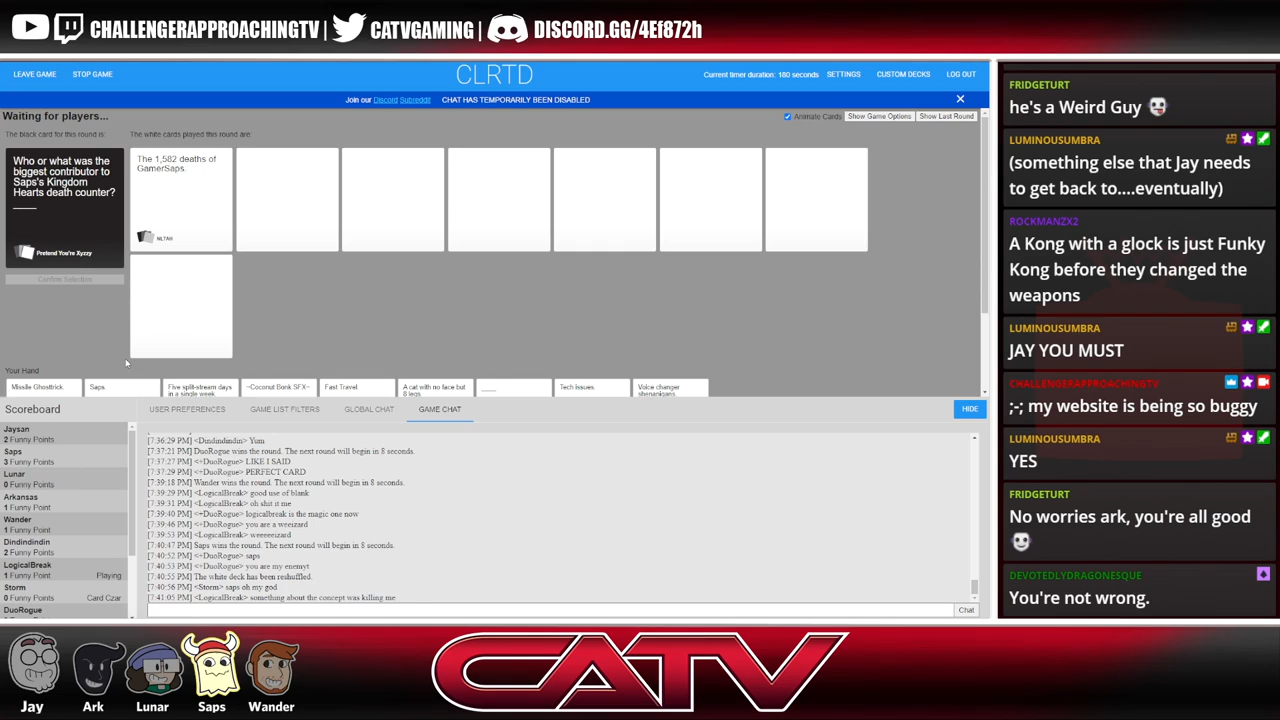 CHALLENGERAPPROACHINGTV | CATVGAMING | DISCORD.GG/4Ef872h
LEAVE GAME STOP GAME CLRTD Current timer duration: 180 seconds SETTINGS CUSTOM DECKS LOG OUT
Join our Discord Subreddit CHAT HAS TEMPORARILY BEEN DISABLED ✕
Waiting for players...
Animate Cards Show Game Options Show Last Round
The black card for this round is: The white cards played this round are:
Who or what was the
biggest contributor to
Saps's Kingdom
Hearts death counter?
____
Pretend You're Xyzzy
Confirm Selection
The 1,582 deaths of
GamerSaps.
NLTAH
Your Hand
Missile Ghosttrick.
Saps
Five split-stream days
in a single week.
~Coconut Bonk SFX~
Fast Travel.
A cat with no face but
8 legs.
____
Tech Issues.
Voice changer
shenanigans.
Scoreboard
USER PREFERENCES GAME LIST FILTERS GLOBAL CHAT GAME CHAT HIDE
Jaysan
2 Funny Points
Saps
3 Funny Points
Lunar
0 Funny Points
Arkansas
1 Funny Point
Wander
1 Funny Point
Dindindindin
2 Funny Points
LogicalBreak
1 Funny Point Playing
Storm
0 Funny Points Card Czar
DuoRogue
[7:36:29 PM] <Dindindindin> Yum
[7:37:21 PM] DuoRogue wins the round. The next round will begin in 8 seconds.
[7:37:27 PM] <+DuoRogue> LIKE I SAID
[7:37:29 PM] <+DuoRogue> PERFECT CARD
[7:39:18 PM] Wander wins the round. The next round will begin in 8 seconds.
[7:39:29 PM] <LogicalBreak> good use of blank
[7:39:31 PM] <LogicalBreak> oh shit it me
[7:39:40 PM] <+DuoRogue> logicalbreak is the magic one now
[7:39:46 PM] <+DuoRogue> you are a weeizard
[7:39:53 PM] <LogicalBreak> weeeeizard
[7:40:47 PM] Saps wins the round. The next round will begin in 8 seconds.
[7:40:52 PM] <+DuoRogue> saps
[7:40:53 PM] <+DuoRogue> you are my enemyt
[7:40:55 PM] The white deck has been reshuffled.
[7:40:56 PM] <Storm> saps oh my god
[7:41:05 PM] <LogicalBreak> something about the concept was killing me
Chat
FRIDGETURT
he's a Weird Guy
LUMINOUSUMBRA
(something else that Jay needs
to get back to....eventually)
ROCKMANZX2
A Kong with a glock is just Funky
Kong before they changed the
weapons
LUMINOUSUMBRA
JAY YOU MUST
CHALLENGERAPPROACHINGTV
;-; my website is being so buggy
LUMINOUSUMBRA
YES
FRIDGETURT
No worries ark, you're all good
DEVOTEDLYDRAGONESQUE
You're not wrong.
Jay Ark Lunar Saps Wander
CATV